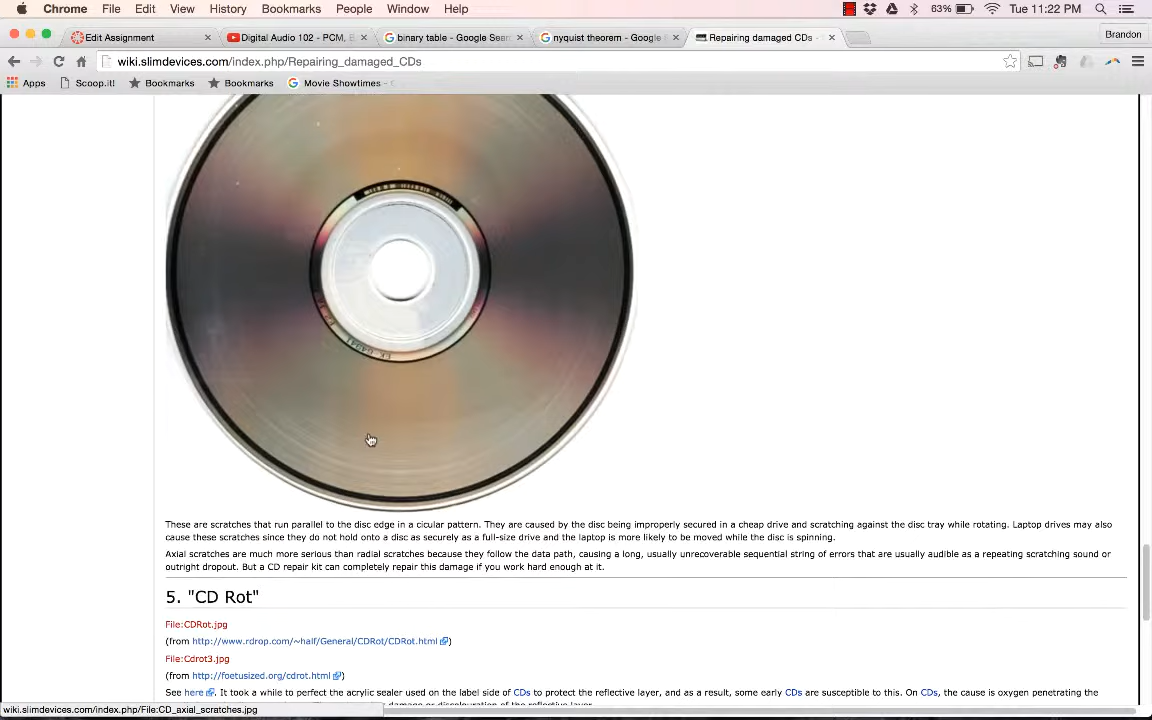 Chrome File Edit View History Bookmarks People Window Help 63% Tue 11:22 PM
Edit Assignment Digital Audio 102 - PCM, B binary table - Google Sear nyquist theorem - Google Repairing damaged CDs - Brandon
wiki.slimdevices.com/index.php/Repairing_damaged_CDs
Apps Scoop.it! Bookmarks Bookmarks Movie Showtimes -
These are scratches that run parallel to the disc edge in a cicular pattern. They are caused by the disc being improperly secured in a cheap drive and scratching against the disc tray while rotating. Laptop drives may also
cause these scratches since they do not hold onto a disc as securely as a full-size drive and the laptop is more likely to be moved while the disc is spinning.
Axial scratches are much more serious than radial scratches because they follow the data path, causing a long, usually unrecoverable sequential string of errors that are usually audible as a repeating scratching sound or
outright dropout. But a CD repair kit can completely repair this damage if you work hard enough at it.
5. "CD Rot"
File:CDRot.jpg
(from http://www.rdrop.com/~half/General/CDRot/CDRot.html)
File:Cdrot3.jpg
(from http://foetusized.org/cdrot.html)
See here. It took a while to perfect the acrylic sealer used on the label side of CDs to protect the reflective layer, and as a result, some early CDs are susceptible to this. On CDs, the cause is oxygen penetrating the
wiki.slimdevices.com/index.php/File:CD_axial_scratches.jpg